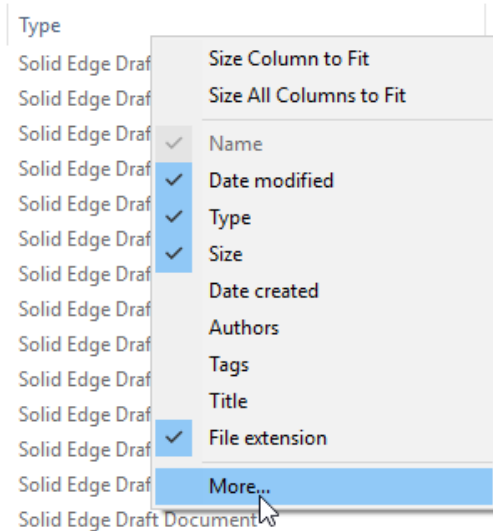 Type
Solid Edge Draf
Solid Edge Draf
Solid Edge Draf
Solid Edge Draf
Solid Edge Draf
Solid Edge Draf
Solid Edge Draf
Solid Edge Draf
Solid Edge Draf
Solid Edge Draf
Solid Edge Draf
Solid Edge Draf
Solid Edge Draf
Solid Edge Draft Document
Size Column to Fit
Size All Columns to Fit
Name
Date modified
Type
Size
Date created
Authors
Tags
Title
File extension
More...